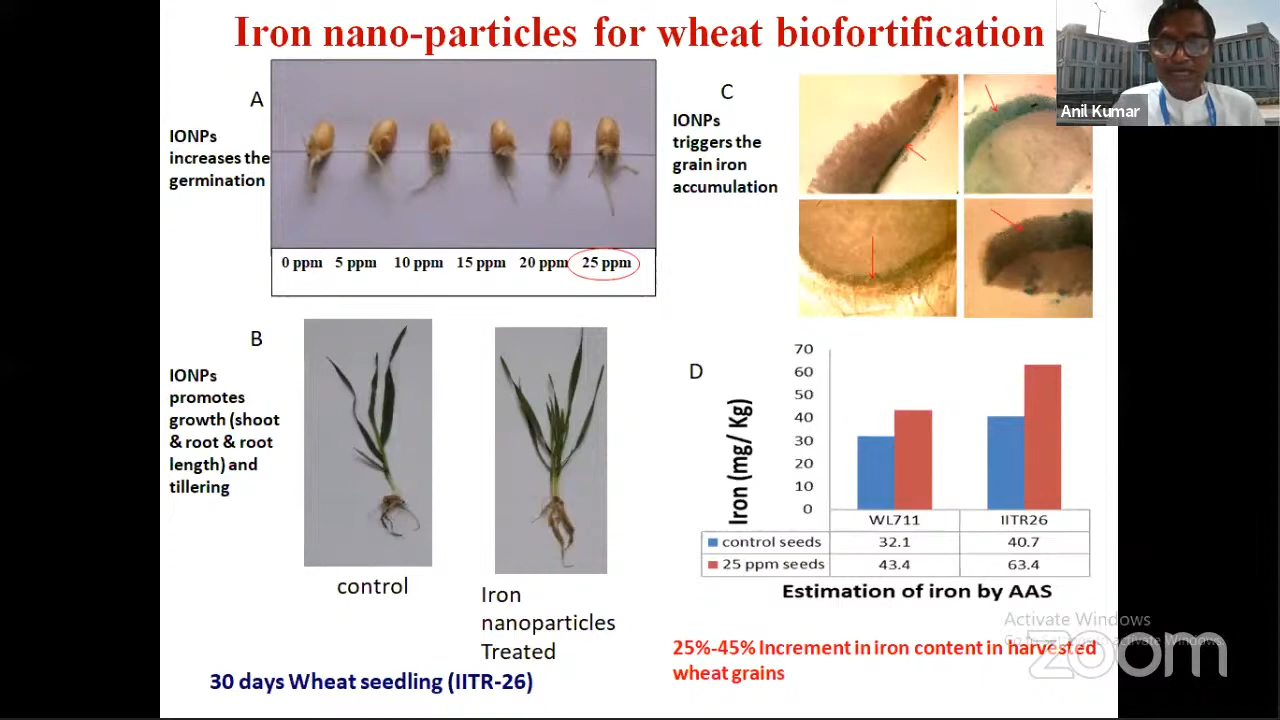 Iron nano-particles for wheat biofortification
Anil Kumar
A
IONPs
increases the
germination
0 ppm 5 ppm 10 ppm 15 ppm 20 ppm 25 ppm
B
IONPs
promotes
growth (shoot
& root & root
length) and
tillering
control
Iron
nanoparticles
Treated
30 days Wheat seedling (IITR-26)
C
IONPs
triggers the
grain iron
accumulation
D
Iron (mg/ Kg)
70
60
50
40
30
20
10
0
WL711 IITR26
control seeds 32.1 40.7
25 ppm seeds 43.4 63.4
Estimation of iron by AAS
25%-45% Increment in iron content in harvested
wheat grains
Activate Windows
zoom